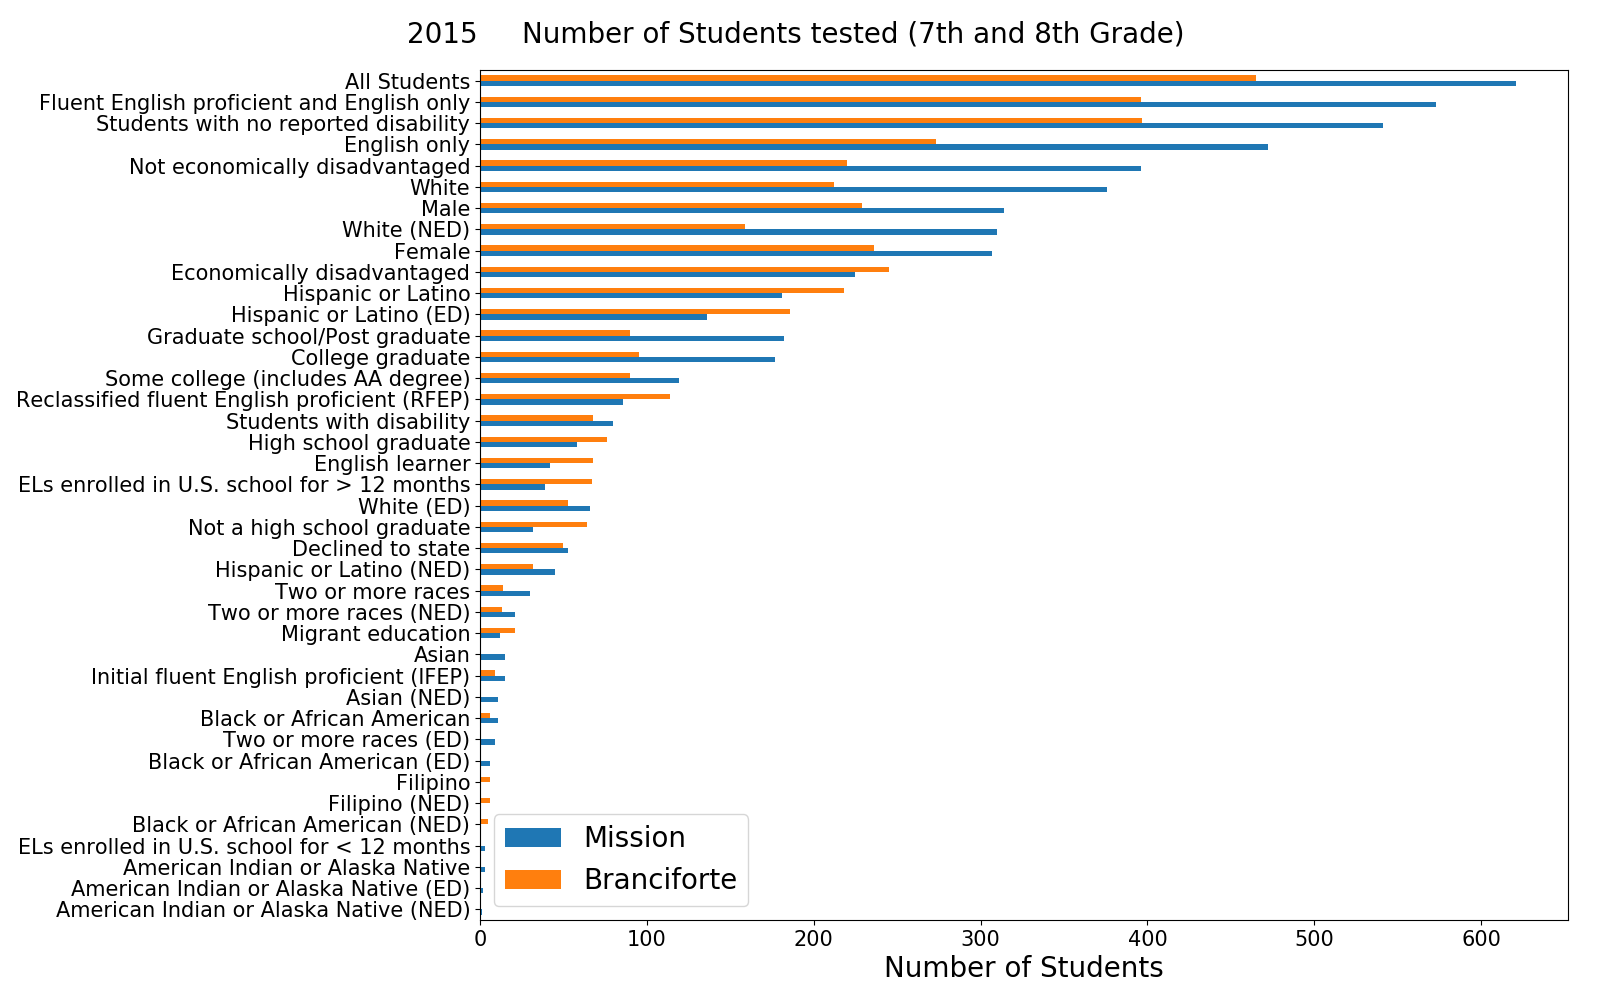 2015 Number of Students tested (7th and 8th Grade)
All Students
Fluent English proficient and English only
Students with no reported disability
English only
Not economically disadvantaged
White
Male
White (NED)
Female
Economically disadvantaged
Hispanic or Latino
Hispanic or Latino (ED)
Graduate school/Post graduate
College graduate
Some college (includes AA degree)
Reclassified fluent English proficient (RFEP)
Students with disability
High school graduate
English learner
ELs enrolled in U.S. school for > 12 months
White (ED)
Not a high school graduate
Declined to state
Hispanic or Latino (NED)
Two or more races
Two or more races (NED)
Migrant education
Asian
Initial fluent English proficient (IFEP)
Asian (NED)
Black or African American
Two or more races (ED)
Black or African American (ED)
Filipino
Filipino (NED)
Black or African American (NED)
ELs enrolled in U.S. school for < 12 months
American Indian or Alaska Native
American Indian or Alaska Native (ED)
American Indian or Alaska Native (NED)
Mission
Branciforte
0 100 200 300 400 500 600
Number of Students